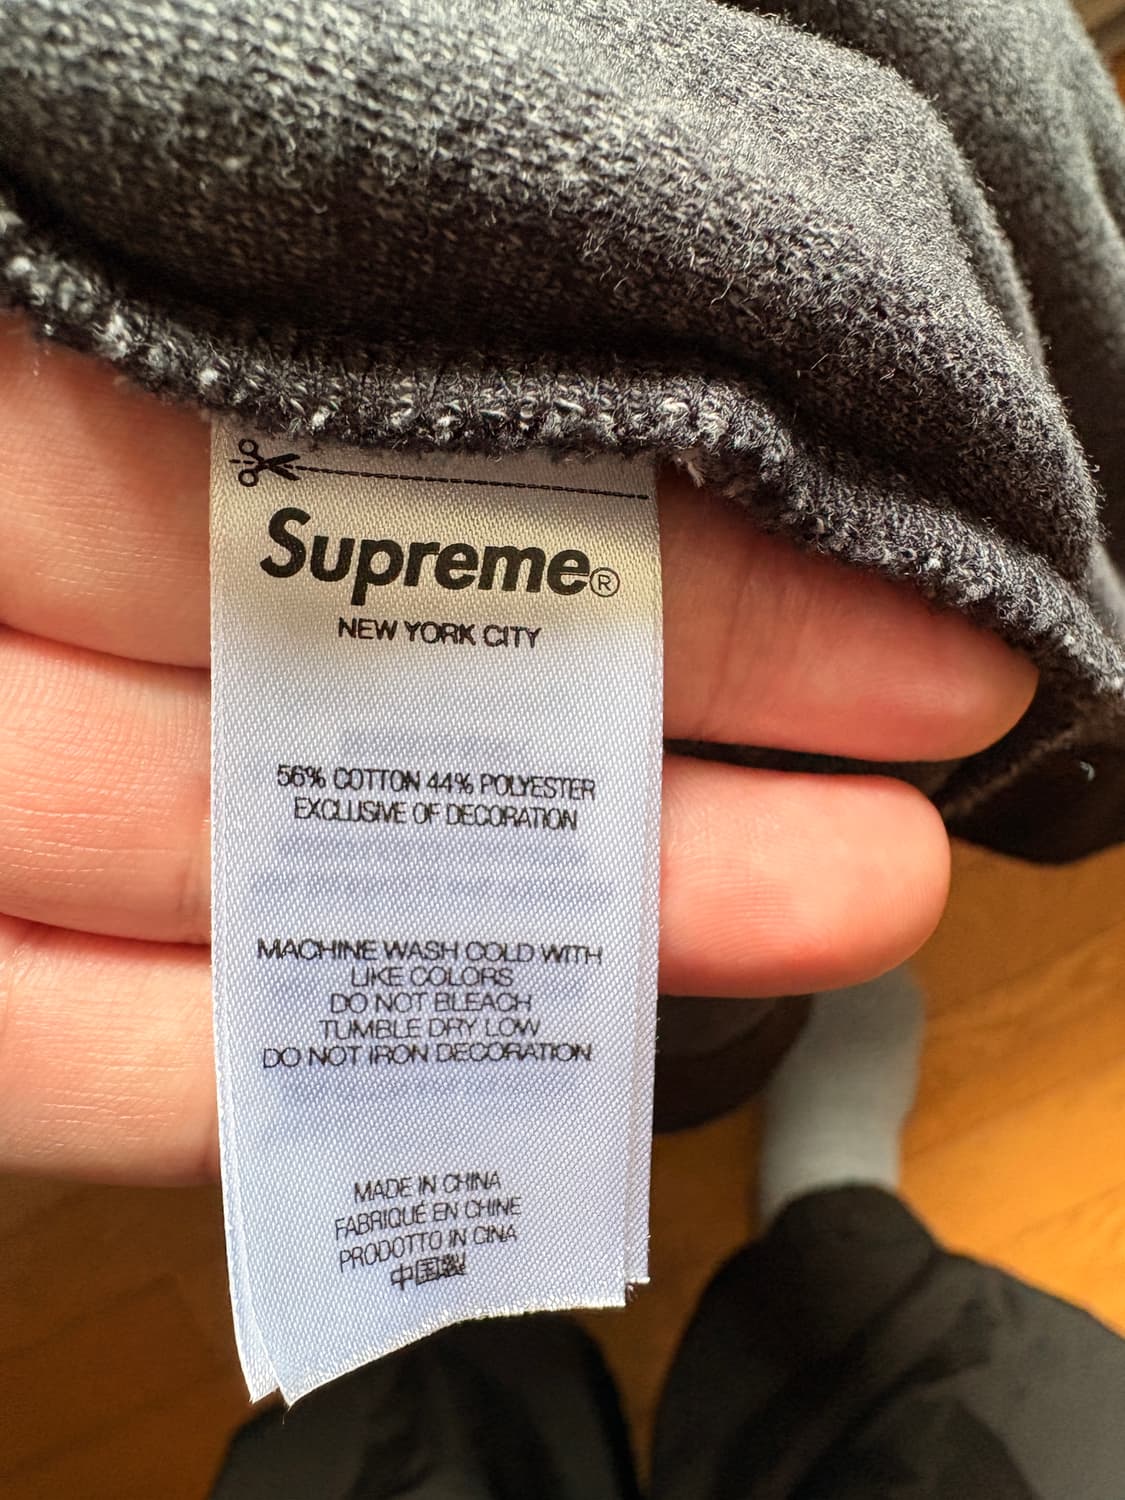 Supreme®
NEW YORK CITY
56% COTTON 44% POLYESTER
EXCLUSIVE OF DECORATION
MACHINE WASH COLD WITH
LIKE COLORS
DO NOT BLEACH
TUMBLE DRY LOW
DO NOT IRON DECORATION
MADE IN CHINA
FABRIQUÉ EN CHINE
PRODOTTO IN CINA
中国製